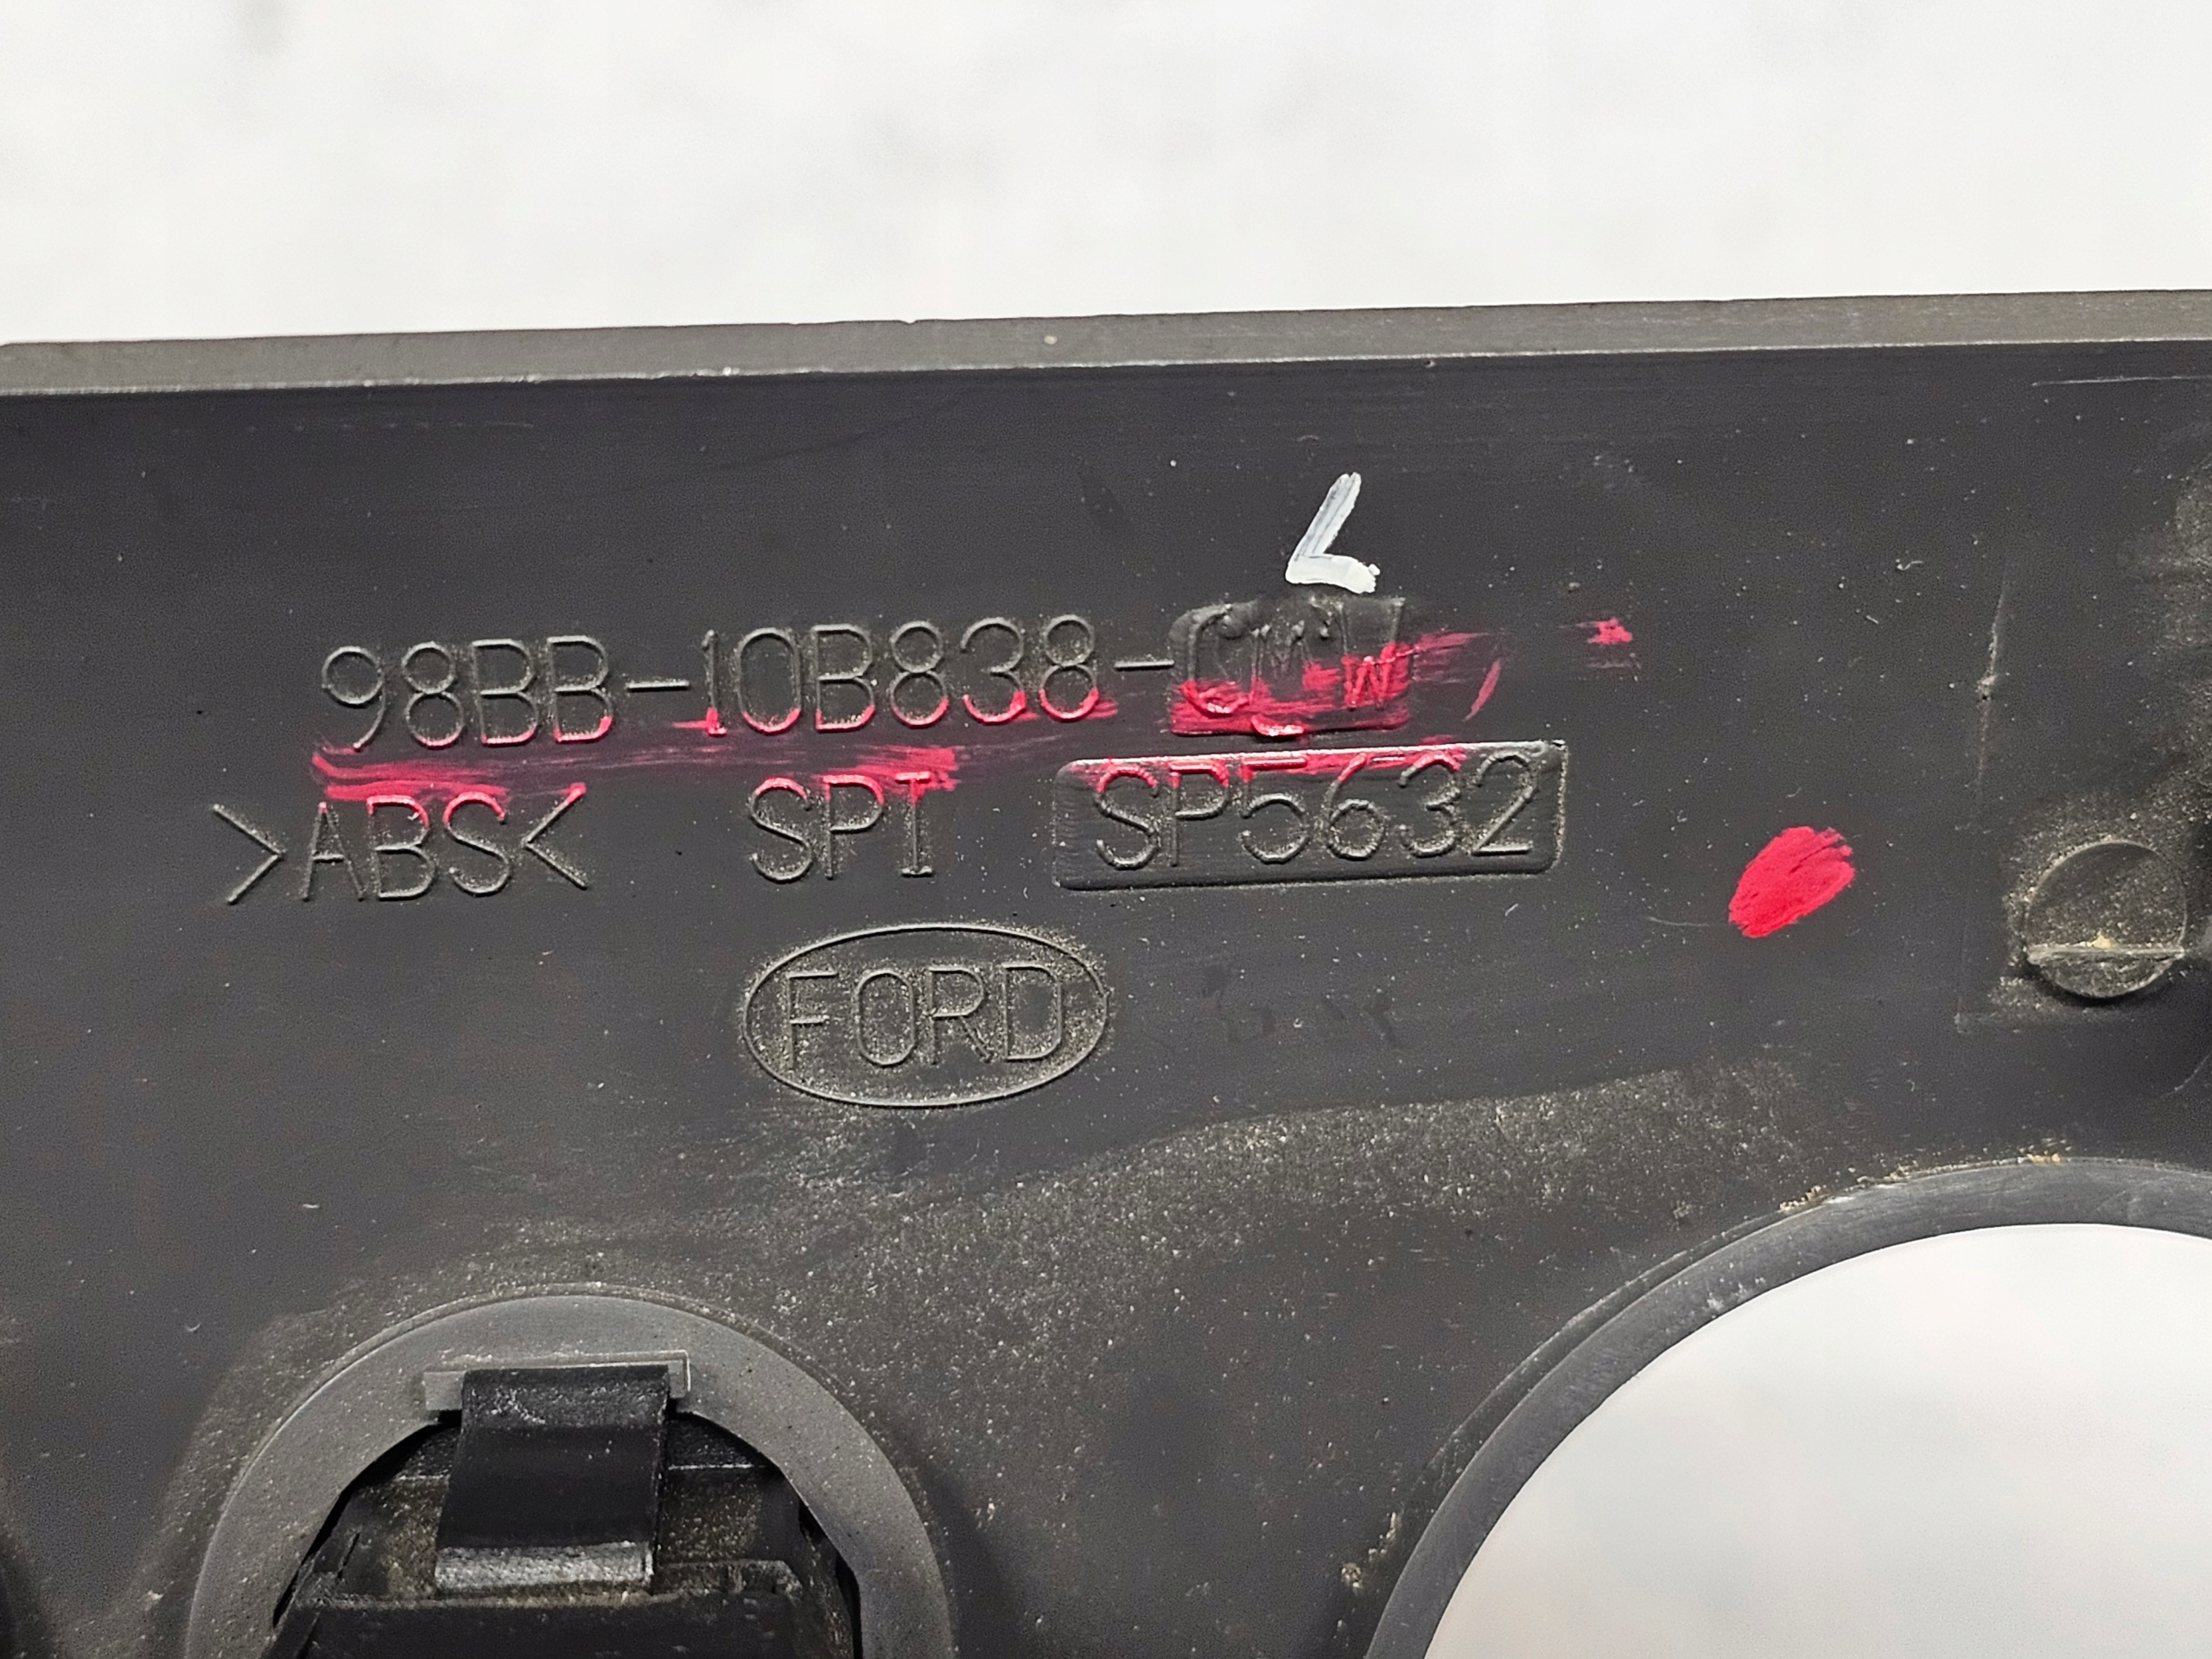 L
98BB-10B838-
>ABS< SPI SP5632
FORD